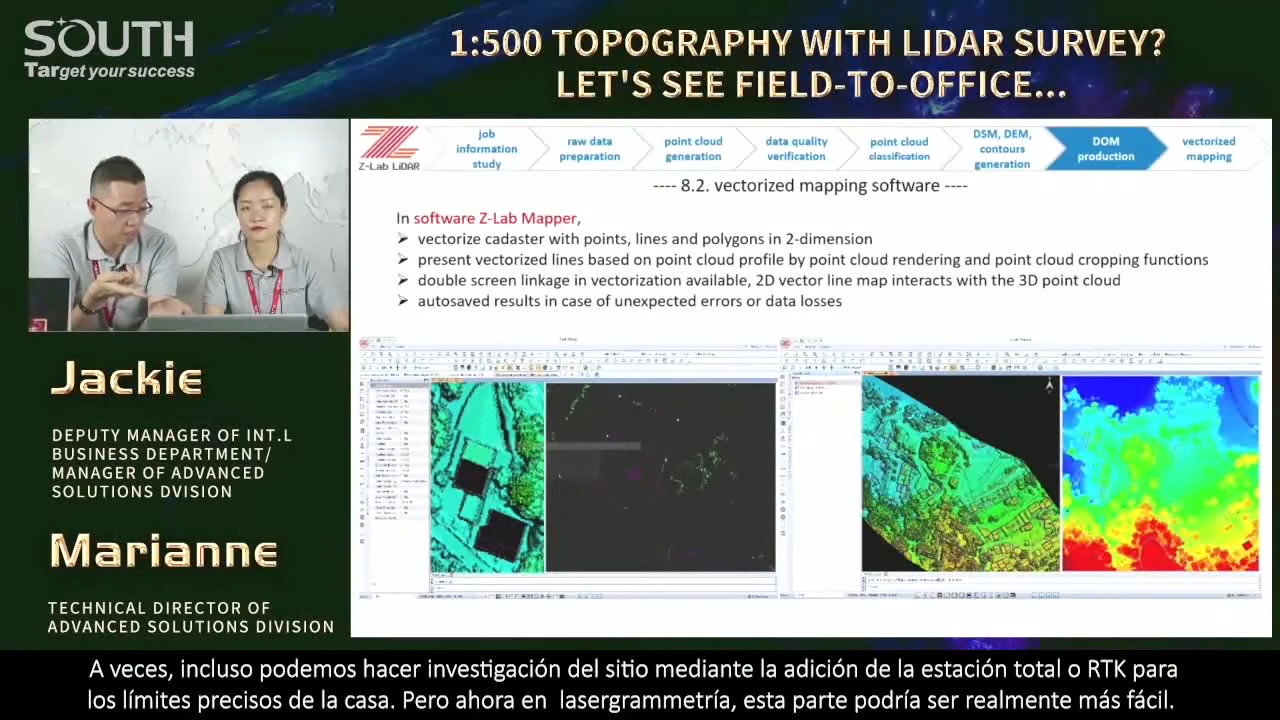 SOUTH
Target your success
1:500 TOPOGRAPHY WITH LIDAR SURVEY?
LET'S SEE FIELD-TO-OFFICE...
Z-Lab LiDAR
job
information
study
raw data
preparation
point cloud
generation
data quality
verification
point cloud
classification
DSM, DEM,
contours
generation
DOM
production
vectorized
mapping
---- 8.2. vectorized mapping software ----
In software Z-Lab Mapper,
➢ vectorize cadaster with points, lines and polygons in 2-dimension
➢ present vectorized lines based on point cloud profile by point cloud rendering and point cloud cropping functions
➢ double screen linkage in vectorization available, 2D vector line map interacts with the 3D point cloud
➢ autosaved results in case of unexpected errors or data losses
Jackie
DEPUTY MANAGER OF INT.L
BUSINESS DEPARTMENT/
MANAGER OF ADVANCED
SOLUTIONS DVISION
Marianne
TECHNICAL DIRECTOR OF
ADVANCED SOLUTIONS DIVISION
A veces, incluso podemos hacer investigación del sitio mediante la adición de la estación total o RTK para
los límites precisos de la casa. Pero ahora en lasergrammetría, esta parte podría ser realmente más fácil.